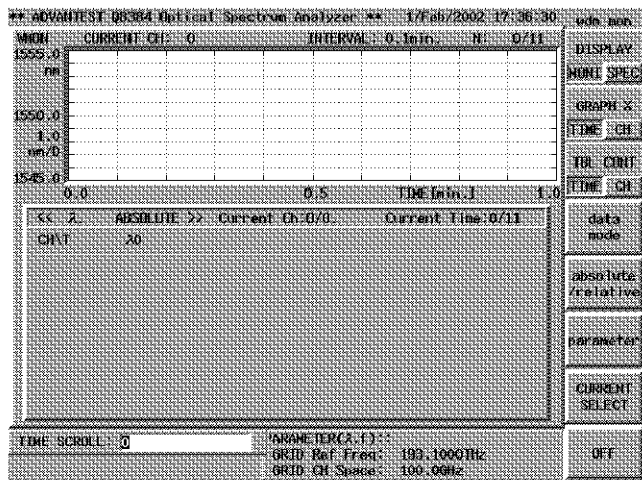 ** ADVANTEST Q8384 Optical Spectrum Analyzer ** 1/Feb/2002 17:36:30
wdm mon
WMON CURRENT CH: 0 INTERVAL: 0.1min. N: 0/11
1555.0
nm
1550.0
1.0
nm/D
1545.0
0.0 0.5 TIME[min.] 1.0
<< λ ABSOLUTE >> Current Ch:0/0 Current Time:0/11
CH\T λ0
TIME SCROLL: 0
PARAMETER(λ,f)::
GRID Ref Freq: 193.1000THz
GRID CH Space: 100.0GHz
DISPLAY
MONI SPEC
GRAPH X
TIME CH
TBL CONT
TIME CH
data
mode
absolute
/relative
parameter
CURRENT
SELECT
OFF